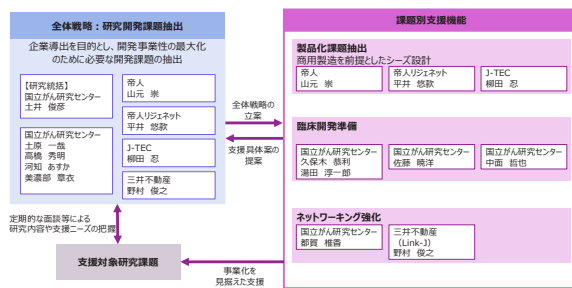 全体戦略：研究開発課題抽出
企業導出を目的とし、開発事業性の最大化
のために必要な開発課題の抽出
【研究統括】
国立がん研究センター
土井 俊彦
国立がん研究センター
土原 一哉
高橋 秀明
河知 あすか
美濃部 章衣
帝人
山元 崇
帝人リジェネット
平井 悠歎
J-TEC
柳田 忍
三井不動産
野村 俊之
全体戦略の
立案
支援具体案の
提案
定期的な面談等による
研究内容や支援ニーズの把握
支援対象研究課題
事業化を
見据えた支援
課題別支援機能
製品化課題抽出
商用製造を前提としたシーズ設計
帝人
山元 崇
帝人リジェネット
平井 悠歎
J-TEC
柳田 忍
臨床開発準備
国立がん研究センター
久保木 恭利
湯田 淳一郎
国立がん研究センター
佐藤 暁洋
国立がん研究センター
中面 哲也
ネットワーキング強化
国立がん研究センター
都賀 稚香
三井不動産
（Link-J）
野村 俊之